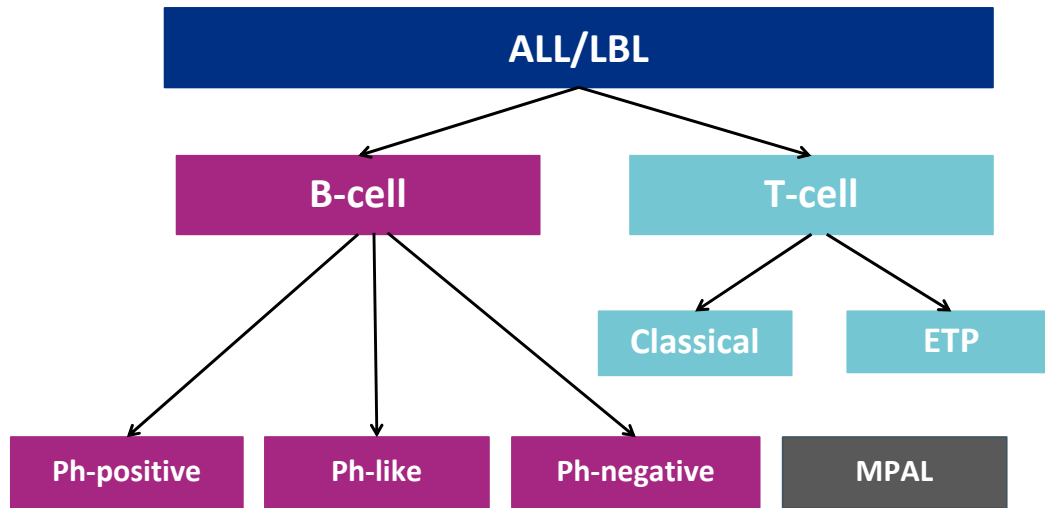 ALL/LBL
B-cell
T-cell
Classical
ETP
Ph-positive
Ph-like
Ph-negative
MPAL